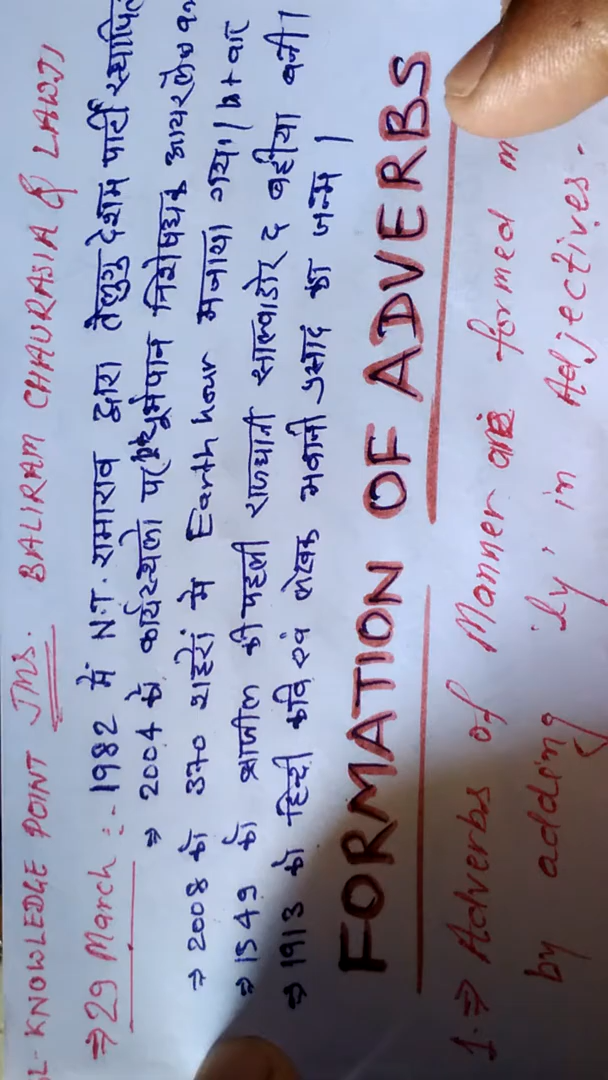 - KNOWLEDGE POINT JMS. BALIRAM CHAURASIA & LAWJI
⇒ 29 March :- 1982 में N.T. रामाराव द्वारा तेलुगु देशम पार्टी
⇒ 2004 को कार्यस्थलो पर धूम्रपान निशेधक आयरलैण्ड
⇒ 2008 को 370 शहरों में Earth hour मनाया गया।
⇒ 1549 को ब्राजील की पहली राजधानी साल्वाडोर द बहीया बनी।
⇒ 1913 को हिन्दी कवि एवं लेखक भवानी प्रसाद का जन्म।
FORMATION OF ADVERBS
1.⇒ Adverbs of Manner are formed
by adding 'ly' in Adjectives.